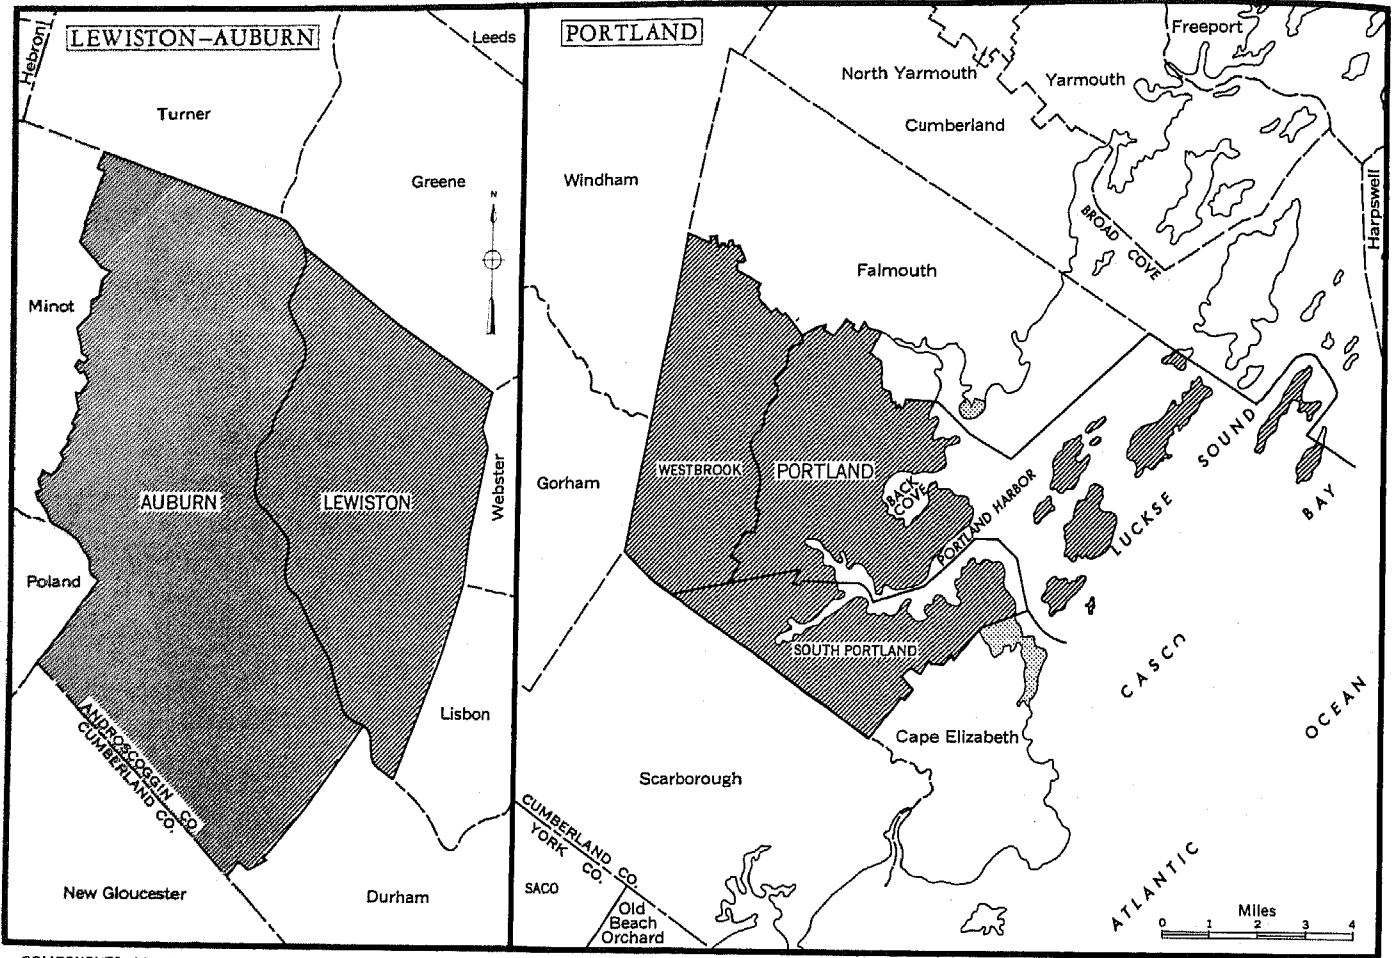 LEWISTON–AUBURN
Hebron
Leeds
Turner
Greene
N
Minot
AUBURN
LEWISTON
Webster
Poland
Lisbon
ANDROSCOGGIN CO.
CUMBERLAND CO.
New Gloucester
Durham
PORTLAND
Freeport
North Yarmouth
Yarmouth
Cumberland
Windham
Harpswell
BROAD COVE
Falmouth
WESTBROOK
PORTLAND
BACK
COVE
Gorham
PORTLAND HARBOR
LUCKSE SOUND
SOUTH PORTLAND
CASCO BAY
Cape Elizabeth
Scarborough
ATLANTIC OCEAN
CUMBERLAND CO.
YORK CO.
SACO
Old
Beach
Orchard
Miles
0 1 2 3 4